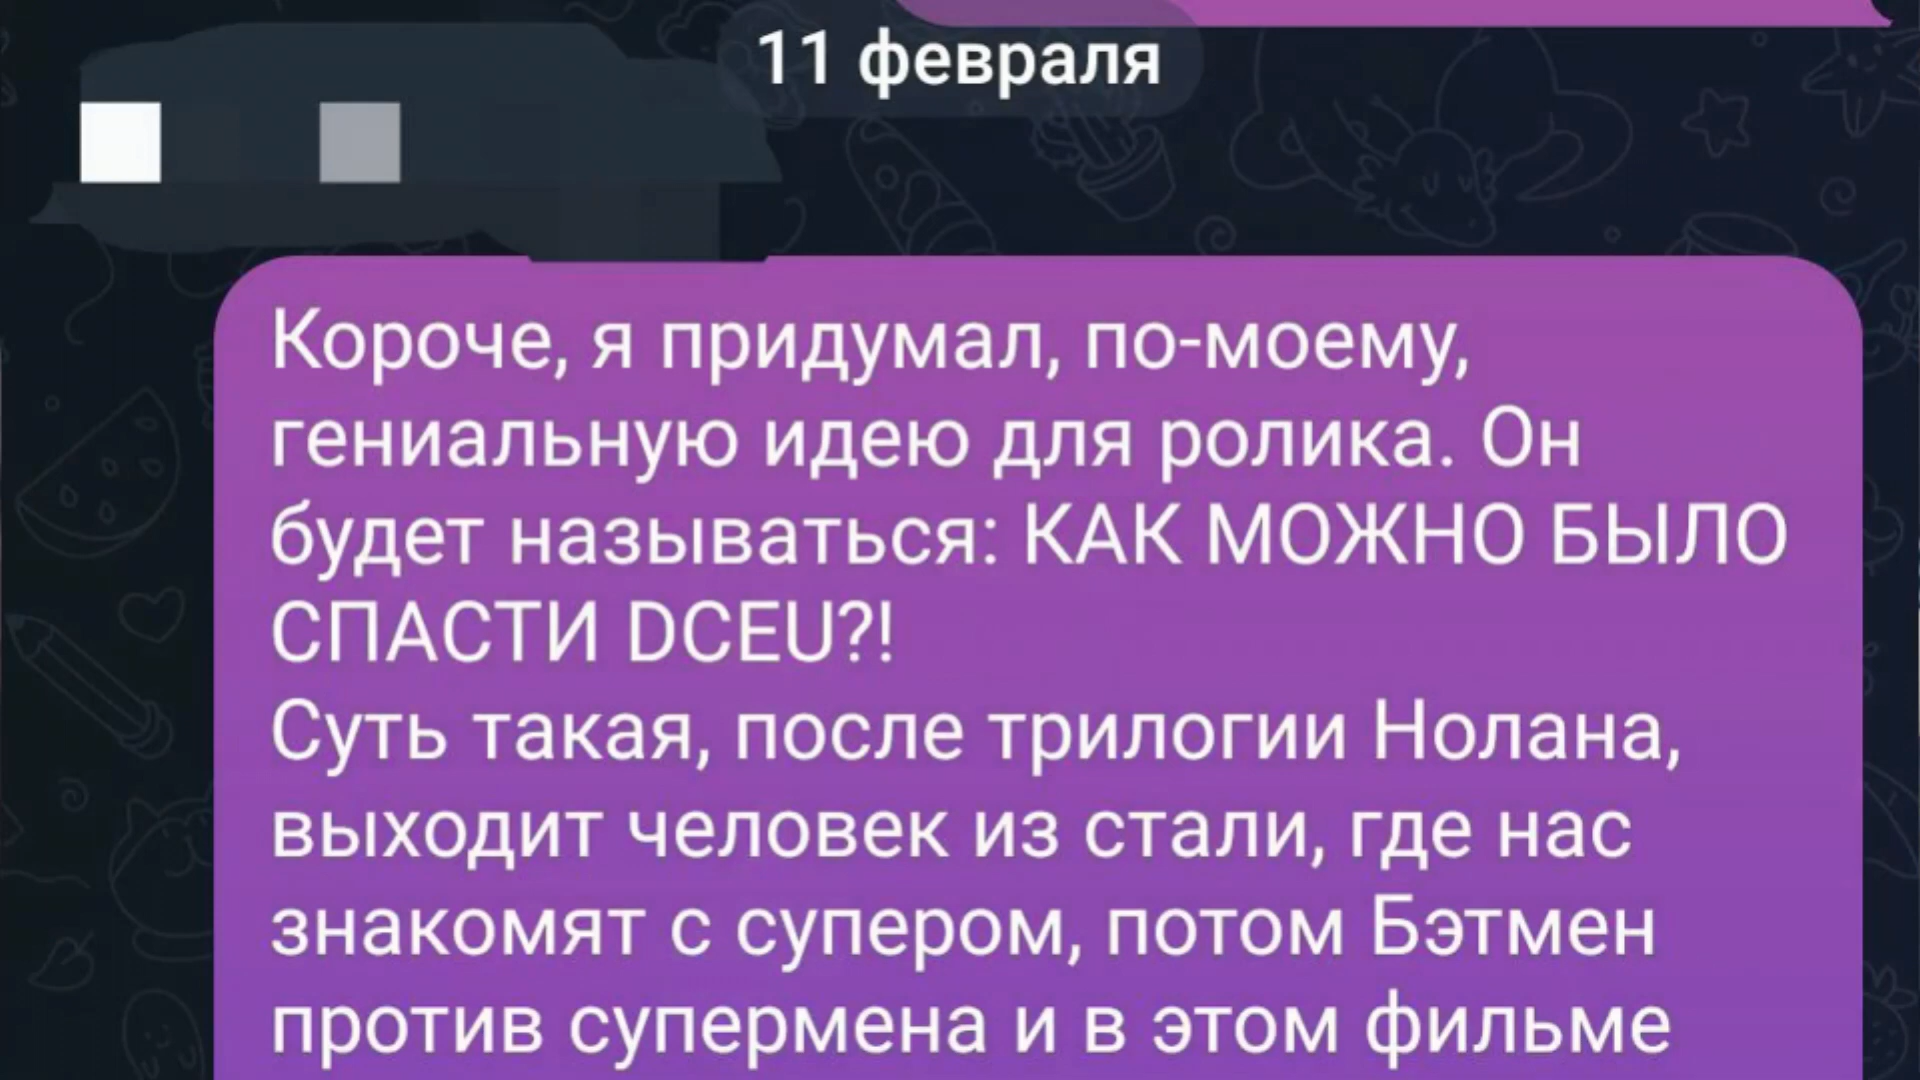 11 февраля
Короче, я придумал, по-моему,
гениальную идею для ролика. Он
будет называться: КАК МОЖНО БЫЛО
СПАСТИ DCEU?!
Суть такая, после трилогии Нолана,
выходит человек из стали, где нас
знакомят с супером, потом Бэтмен
против супермена и в этом фильме